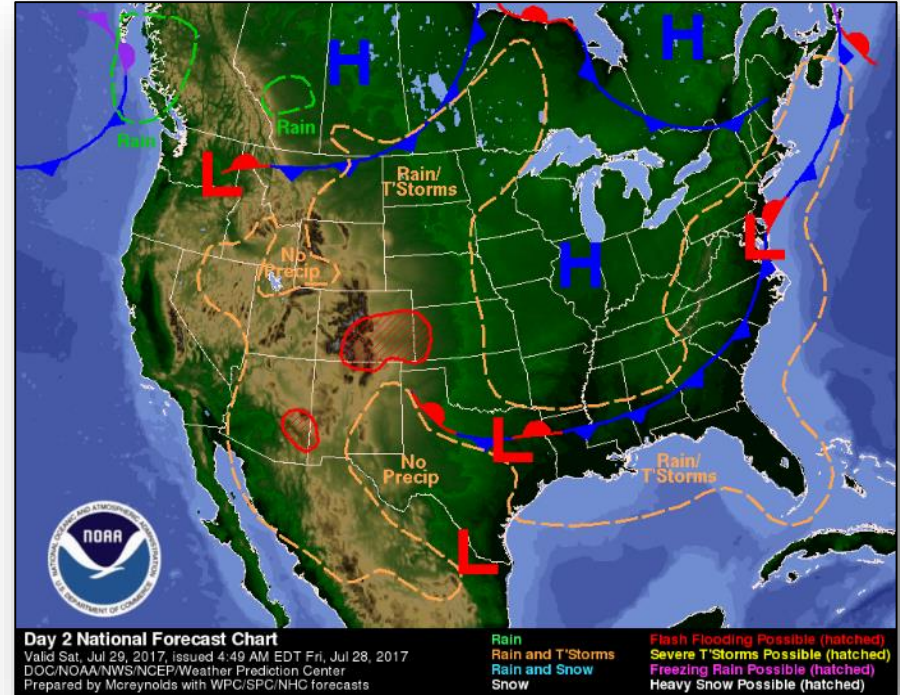 H
H
Rain
Rain
L
Rain/
T'Storms
No
Precip
H
L
L
No
Precip
Rain/
T'Storms
L
NATIONAL OCEANIC AND ATMOSPHERIC ADMINISTRATION
NOAA
U.S. DEPARTMENT OF COMMERCE
Day 2 National Forecast Chart
Valid Sat, Jul 29, 2017, issued 4:49 AM EDT Fri, Jul 28, 2017
DOC/NOAA/NWS/NCEP/Weather Prediction Center
Prepared by Mcreynolds with WPC/SPC/NHC forecasts
Rain
Rain and T'Storms
Rain and Snow
Snow
Flash Flooding Possible (hatched)
Severe T'Storms Possible (hatched)
Freezing Rain Possible (hatched)
Heavy Snow Possible (hatched)